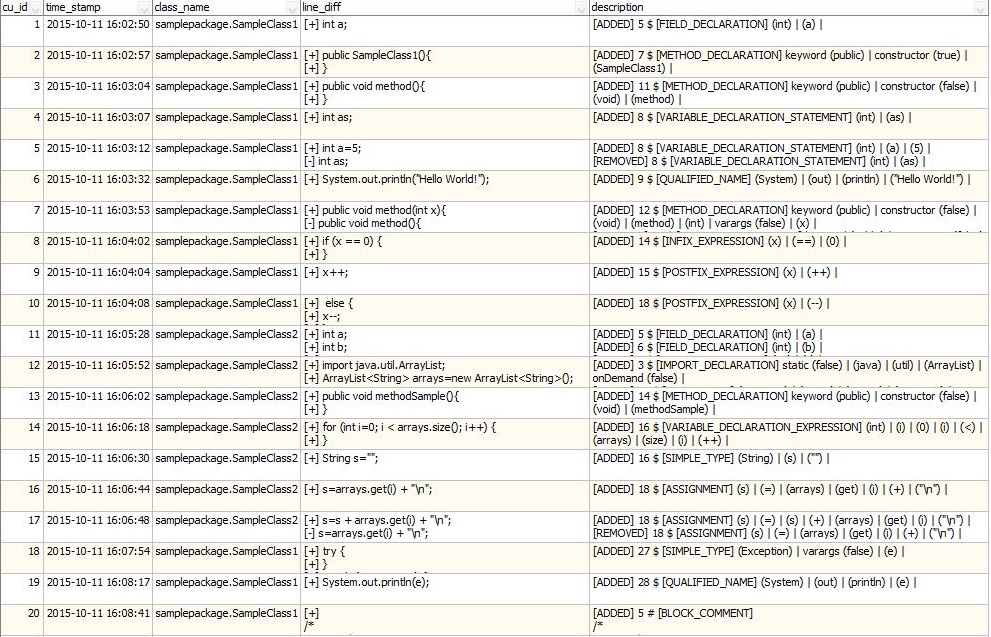 cu_id time_stamp class_name line_diff description
1 2015-10-11 16:02:50 samplepackage.SampleClass1 [+] int a; [ADDED] 5 $ [FIELD_DECLARATION] (int) | (a) |
2 2015-10-11 16:02:57 samplepackage.SampleClass1 [+] public SampleClass1(){ [ADDED] 7 $ [METHOD_DECLARATION] keyword (public) | constructor (true) |
[+] } (SampleClass1) |
3 2015-10-11 16:03:04 samplepackage.SampleClass1 [+] public void method(){ [ADDED] 11 $ [METHOD_DECLARATION] keyword (public) | constructor (false) |
[+] } (void) | (method) |
4 2015-10-11 16:03:07 samplepackage.SampleClass1 [+] int as; [ADDED] 8 $ [VARIABLE_DECLARATION_STATEMENT] (int) | (as) |
5 2015-10-11 16:03:12 samplepackage.SampleClass1 [+] int a=5; [ADDED] 8 $ [VARIABLE_DECLARATION_STATEMENT] (int) | (a) | (5) |
[-] int as; [REMOVED] 8 $ [VARIABLE_DECLARATION_STATEMENT] (int) | (as) |
6 2015-10-11 16:03:32 samplepackage.SampleClass1 [+] System.out.println("Hello World!"); [ADDED] 9 $ [QUALIFIED_NAME] (System) | (out) | (println) | ("Hello World!") |
7 2015-10-11 16:03:53 samplepackage.SampleClass1 [+] public void method(int x){ [ADDED] 12 $ [METHOD_DECLARATION] keyword (public) | constructor (false) |
[-] public void method(){ (void) | (method) | (int) | varargs (false) | (x) |
8 2015-10-11 16:04:02 samplepackage.SampleClass1 [+] if (x == 0) { [ADDED] 14 $ [INFIX_EXPRESSION] (x) | (==) | (0) |
[+] }
9 2015-10-11 16:04:04 samplepackage.SampleClass1 [+] x++; [ADDED] 15 $ [POSTFIX_EXPRESSION] (x) | (++) |
10 2015-10-11 16:04:08 samplepackage.SampleClass1 [+] else { [ADDED] 18 $ [POSTFIX_EXPRESSION] (x) | (--) |
[+] x--;
11 2015-10-11 16:05:28 samplepackage.SampleClass2 [+] int a; [ADDED] 5 $ [FIELD_DECLARATION] (int) | (a) |
[+] int b; [ADDED] 6 $ [FIELD_DECLARATION] (int) | (b) |
12 2015-10-11 16:05:52 samplepackage.SampleClass2 [+] import java.util.ArrayList; [ADDED] 3 $ [IMPORT_DECLARATION] static (false) | (java) | (util) | (ArrayList) |
[+] ArrayList<String> arrays=new ArrayList<String>(); onDemand (false) |
13 2015-10-11 16:06:02 samplepackage.SampleClass2 [+] public void methodSample(){ [ADDED] 14 $ [METHOD_DECLARATION] keyword (public) | constructor (false) |
[+] } (void) | (methodSample) |
14 2015-10-11 16:06:18 samplepackage.SampleClass2 [+] for (int i=0; i < arrays.size(); i++) { [ADDED] 16 $ [VARIABLE_DECLARATION_EXPRESSION] (int) | (i) | (0) | (i) | (<) |
[+] } (arrays) | (size) | (i) | (++) |
15 2015-10-11 16:06:30 samplepackage.SampleClass2 [+] String s=""; [ADDED] 16 $ [SIMPLE_TYPE] (String) | (s) | ("") |
16 2015-10-11 16:06:44 samplepackage.SampleClass2 [+] s=arrays.get(i) + "\n"; [ADDED] 18 $ [ASSIGNMENT] (s) | (=) | (arrays) | (get) | (i) | (+) | ("\n") |
17 2015-10-11 16:06:48 samplepackage.SampleClass2 [+] s=s + arrays.get(i) + "\n"; [ADDED] 18 $ [ASSIGNMENT] (s) | (=) | (s) | (+) | (arrays) | (get) | (i) | ("\n") |
[-] s=arrays.get(i) + "\n"; [REMOVED] 18 $ [ASSIGNMENT] (s) | (=) | (arrays) | (get) | (i) | (+) | ("\n") |
18 2015-10-11 16:07:54 samplepackage.SampleClass1 [+] try { [ADDED] 27 $ [SIMPLE_TYPE] (Exception) | varargs (false) | (e) |
[+] }
19 2015-10-11 16:08:17 samplepackage.SampleClass1 [+] System.out.println(e); [ADDED] 28 $ [QUALIFIED_NAME] (System) | (out) | (println) | (e) |
20 2015-10-11 16:08:41 samplepackage.SampleClass1 [+] [ADDED] 5 # [BLOCK_COMMENT]
/* /*